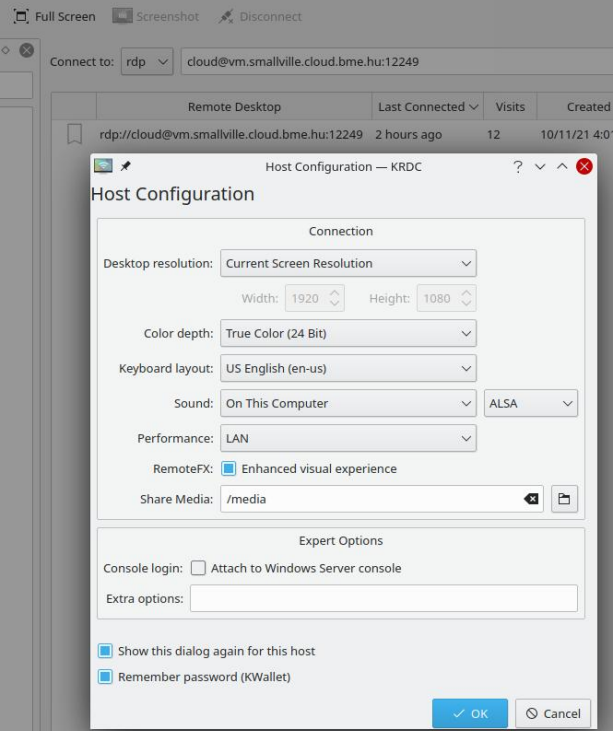 Full Screen Screenshot Disconnect
Connect to: rdp cloud@vm.smallville.cloud.bme.hu:12249
Remote Desktop Last Connected Visits Created
rdp://cloud@vm.smallville.cloud.bme.hu:12249 2 hours ago 12 10/11/21 4:01
Host Configuration — KRDC
Host Configuration
Connection
Desktop resolution: Current Screen Resolution
Width: 1920 Height: 1080
Color depth: True Color (24 Bit)
Keyboard layout: US English (en-us)
Sound: On This Computer ALSA
Performance: LAN
RemoteFX: Enhanced visual experience
Share Media: /media
Expert Options
Console login: Attach to Windows Server console
Extra options:
Show this dialog again for this host
Remember password (KWallet)
OK Cancel